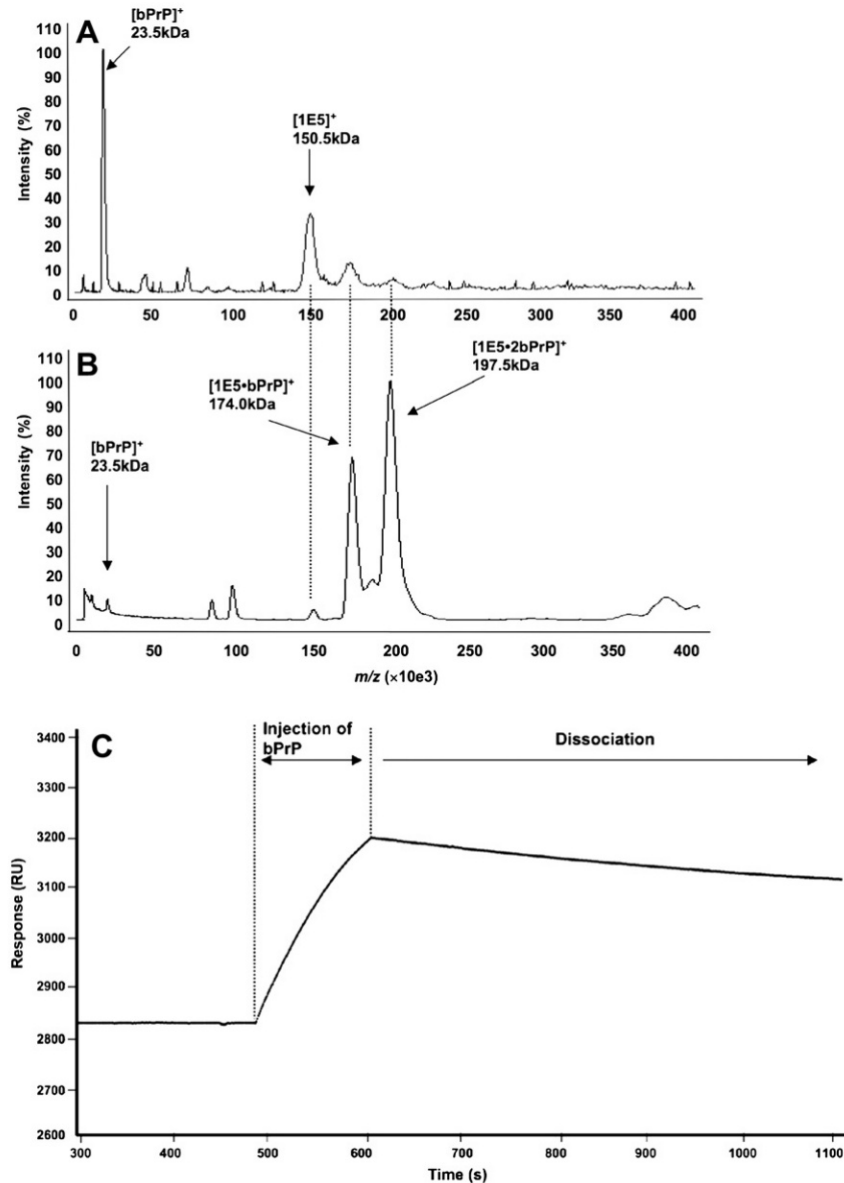 A
[bPrP]⁺
23.5kDa
[1E5]⁺
150.5kDa
Intensity (%)
110
100
90
80
70
60
50
40
30
20
10
0
0 50 100 150 200 250 300 350 400
B
[1E5•bPrP]⁺
174.0kDa
[1E5•2bPrP]⁺
197.5kDa
[bPrP]⁺
23.5kDa
Intensity (%)
110
100
90
80
70
60
50
40
30
20
10
0
0 50 100 150 200 250 300 350 400
m/z (×10e3)
C
Injection of
bPrP
Dissociation
Response (RU)
3400
3300
3200
3100
3000
2900
2800
2700
2600
300 400 500 600 700 800 900 1000 1100
Time (s)